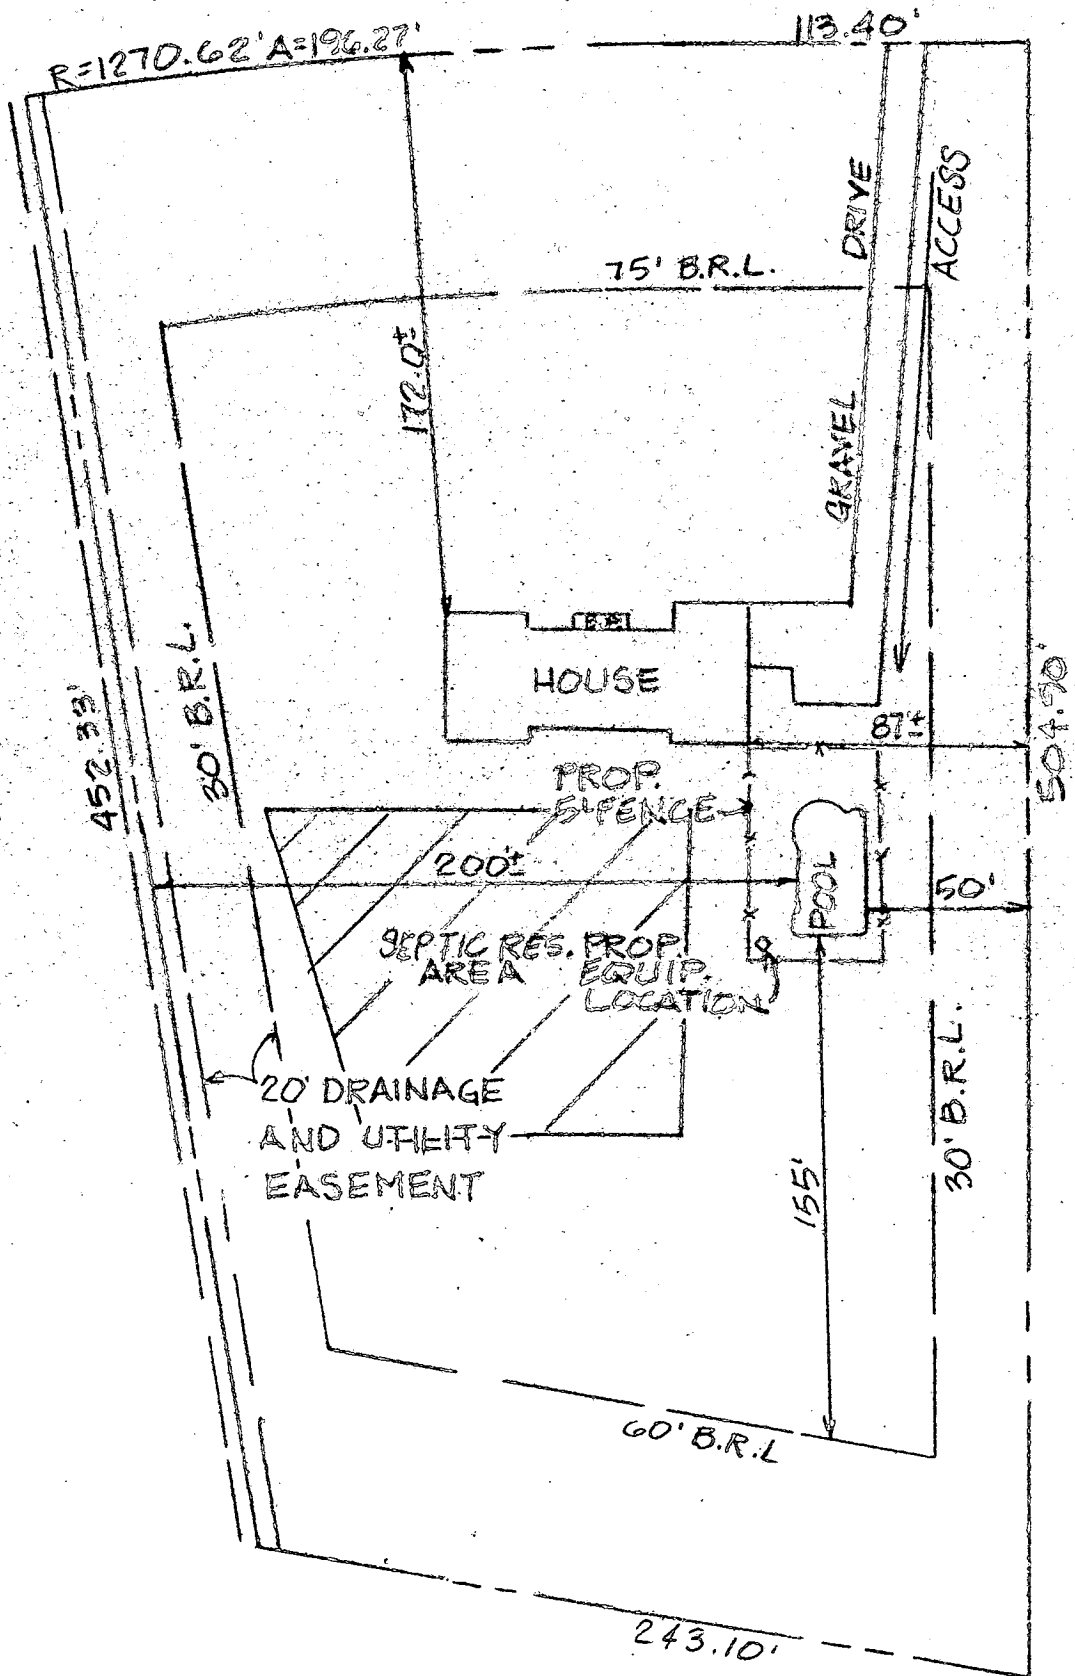 R=1270.62' A=196.27'
113.40'
75' B.R.L.
DRIVE
ACCESS
GRAVEL
172.0'±
HOUSE
87'±
504.90'
452.33'
30' B.R.L.
PROP.
5' FENCE
200'±
POOL
50'
SEPTIC RES.
AREA
PROP.
EQUIP.
LOCATION
20' DRAINAGE
AND UTILITY
EASEMENT
30' B.R.L.
155'
60' B.R.L
243.10'